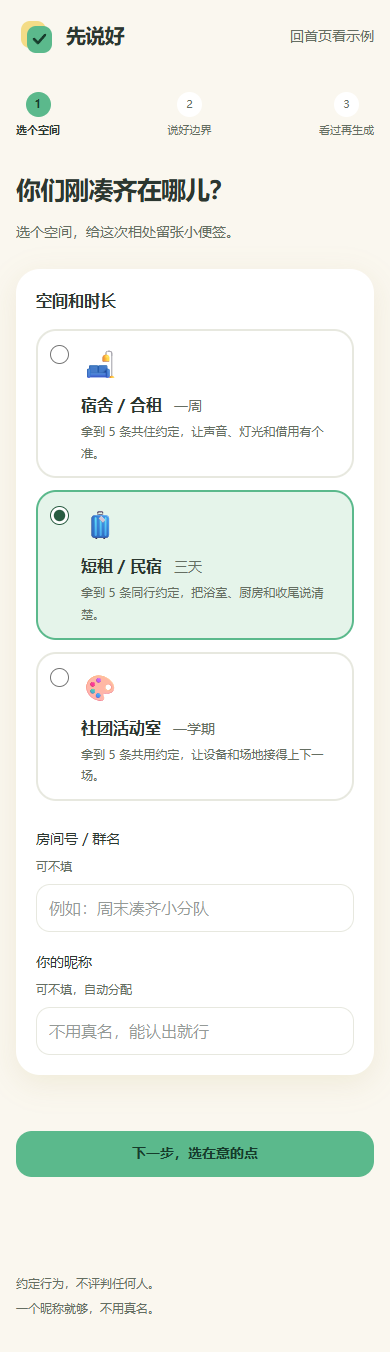 先说好
回首页看示例
1
2
3
选个空间
说好边界
看过再生成
你们刚凑齐在哪儿？
选个空间，给这次相处留张小便签。
空间和时长
宿舍 / 合租 一周
拿到 5 条共住约定，让声音、灯光和借用有个
准。
短租 / 民宿 三天
拿到 5 条同行约定，把浴室、厨房和收尾说清
楚。
社团活动室 一学期
拿到 5 条共用约定，让设备和场地接得上下一
场。
房间号 / 群名
可不填
例如：周末凑齐小分队
你的昵称
可不填，自动分配
不用真名，能认出就行
下一步，选在意的点
约定行为，不评判任何人。
一个昵称就够，不用真名。